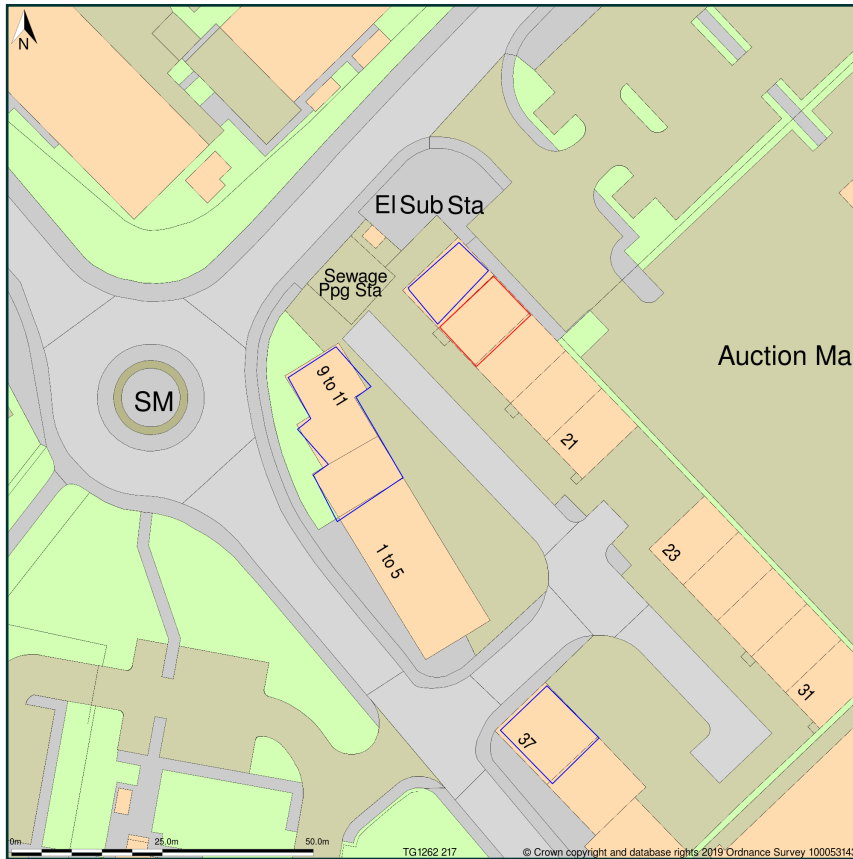 N
El Sub Sta
Sewage
Ppg Sta
Auction Ma
9 to 11
SM
21
23
1 to 5
31
37
0m
25.0m
50.0m
TG1262 217
© Crown copyright and database rights 2019 Ordnance Survey 100053143